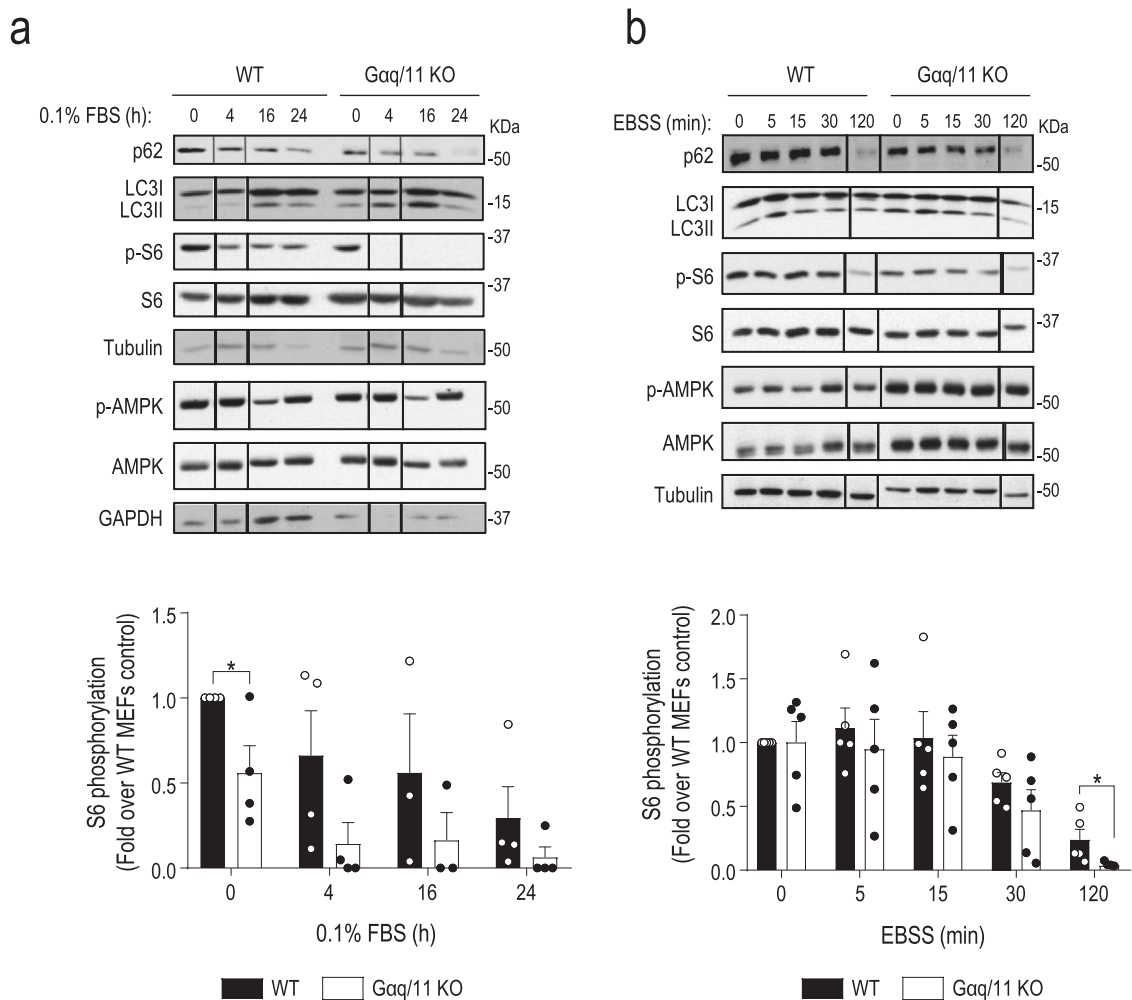 a
WT Gαq/11 KO
0.1% FBS (h): 0 4 16 24 0 4 16 24 KDa
p62 -50
LC3I
LC3II -15
p-S6 -37
S6 -37
Tubulin -50
p-AMPK -50
AMPK -50
GAPDH -37
S6 phosphorylation
(Fold over WT MEFs control)
1.5
1.0
0.5
0.0
*
0 4 16 24
0.1% FBS (h)
WT Gαq/11 KO
b
WT Gαq/11 KO
EBSS (min): 0 5 15 30 120 0 5 15 30 120 KDa
p62 -50
LC3I -15
LC3II
p-S6 -37
S6 -37
p-AMPK -50
AMPK -50
Tubulin -50
S6 phosphorylation
(Fold over WT MEFs control)
2.0
1.5
1.0
0.5
0.0
*
0 5 15 30 120
EBSS (min)
WT Gαq/11 KO